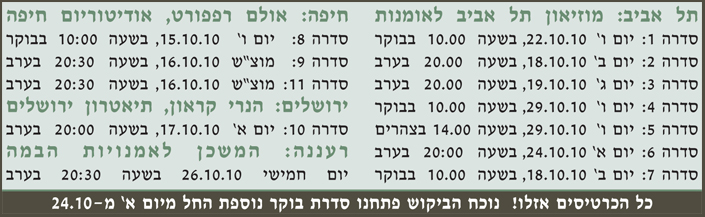 תל אביב: מוזיאון תל אביב לאומנות
סדרה 1: יום ו' 22.10.10, בשעה 10.00 בבוקר
סדרה 2: יום ב' 18.10.10, בשעה 20.00 בערב
סדרה 3: יום ג' 19.10.10, בשעה 20.00 בערב
סדרה 4: יום ו' 29.10.10, בשעה 10.00 בבוקר
סדרה 5: יום ו' 29.10.10, בשעה 14.00 בצהרים
סדרה 6: יום א' 24.10.10, בשעה 20:00 בערב
סדרה 7: יום ב' 18.10.10, בשעה 10.00 בבוקר
חיפה: אולם רפפורט, אודיטוריום חיפה
סדרה 8: יום ו' 15.10.10, בשעה 10:00 בבוקר
סדרה 9: מוצ"ש 16.10.10, בשעה 20:30 בערב
סדרה 11: מוצ"ש 16.10.10, בשעה 20:30 בערב
ירושלים: הנרי קראון, תיאטרון ירושלים
סדרה 10: יום א' 17.10.10, בשעה 20:00 בערב
רעננה: המשכן לאמנויות הבמה
יום חמישי 26.10.10 בשעה 20:30 בערב
כל הכרטיסים אזלו! נוכח הביקוש פתחנו סדרת בוקר נוספת החל מיום א' מ-24.10